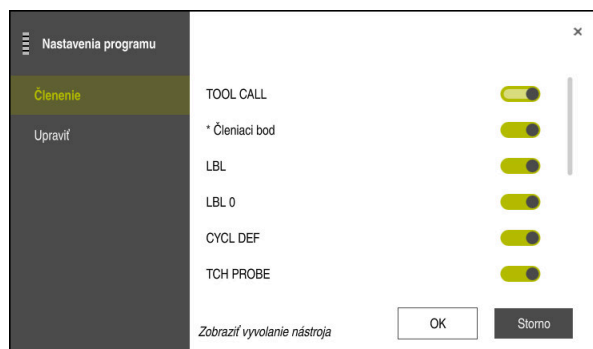 Nastavenia programu
Členenie
Upraviť
TOOL CALL
* Členiaci bod
LBL
LBL 0
CYCL DEF
TCH PROBE
Zobraziť vyvolanie nástroja
OK
Storno